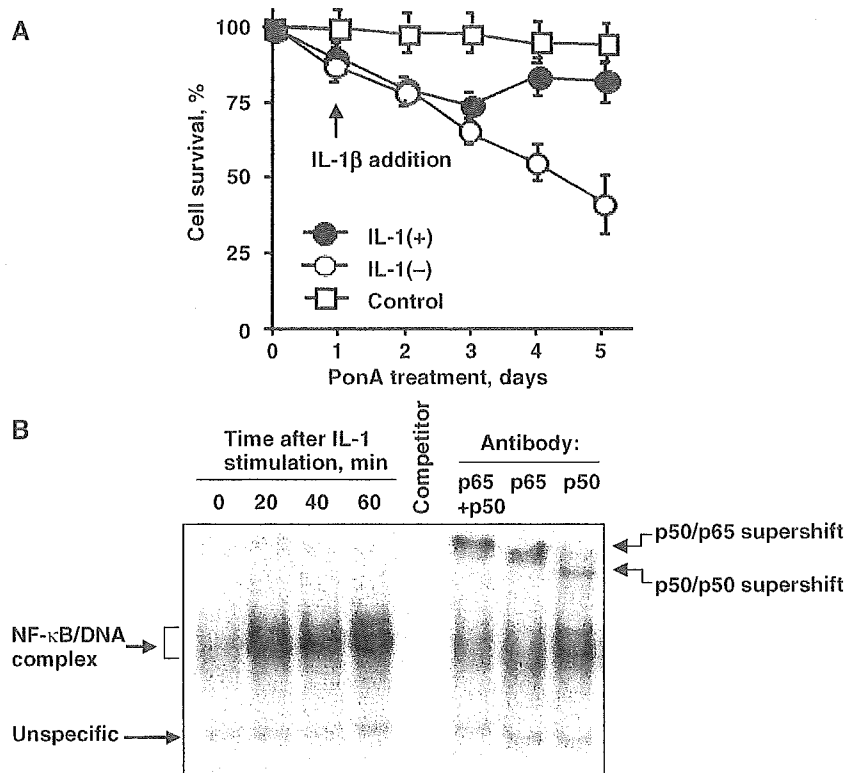 A
Cell survival, %
100
75
50
25
0
IL-1β addition
IL-1(+)
IL-1(–)
Control
0 1 2 3 4 5
PonA treatment, days
B
Time after IL-1
stimulation, min
0 20 40 60
Competitor
Antibody:
p65
+p50
p65
p50
p50/p65 supershift
p50/p50 supershift
NF-κB/DNA
complex
Unspecific